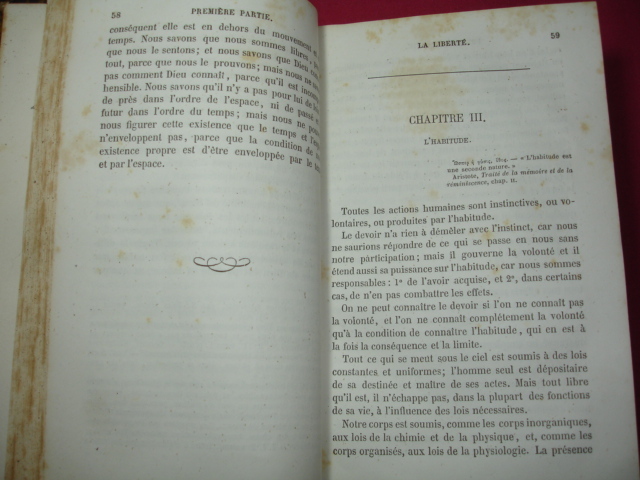 58 PREMIÈRE PARTIE.
conséquent elle est en dehors du mouvement e
temps. Nous savons que nous sommes libres,
que nous le sentons; et nous savons que Dieu
tout, parce que nous le prouvons; mais nous ne
pas comment Dieu connaît, parce qu'il est incom
hensible. Nous savons qu'il n'y a pas pour lui de
de près dans l'ordre de l'espace, ni de passé
futur dans l'ordre du temps; mais nous ne
nous figurer cette existence que le temps et l'
n'enveloppent pas, parce que la condition de
existence propre est d'être enveloppée par le
et par l'espace.
LA LIBERTÉ. 59
CHAPITRE III.
L'HABITUDE.
« L'habitude est
une seconde nature. »
Aristote, Traité de la mémoire et de la
réminiscence, chap. II.
Toutes les actions humaines sont instinctives, ou vo-
lontaires, ou produites par l'habitude.
Le devoir n'a rien à démêler avec l'instinct, car nous
ne saurions répondre de ce qui se passe en nous sans
notre participation; mais il gouverne la volonté et il
étend aussi sa puissance sur l'habitude, car nous sommes
responsables : 1° de l'avoir acquise, et 2°, dans certains
cas, de n'en pas combattre les effets.
On ne peut connaître le devoir si l'on ne connaît pas
la volonté, et l'on ne connaît complétement la volonté
qu'à la condition de connaître l'habitude, qui en est à
la fois la conséquence et la limite.
Tout ce qui se meut sous le ciel est soumis à des lois
constantes et uniformes; l'homme seul est dépositaire
de sa destinée et maître de ses actes. Mais tout libre
qu'il est, il n'échappe pas, dans la plupart des fonctions
de sa vie, à l'influence des lois nécessaires.
Notre corps est soumis, comme les corps inorganiques,
aux lois de la chimie et de la physique, et, comme les
corps organisés, aux lois de la physiologie. La présence